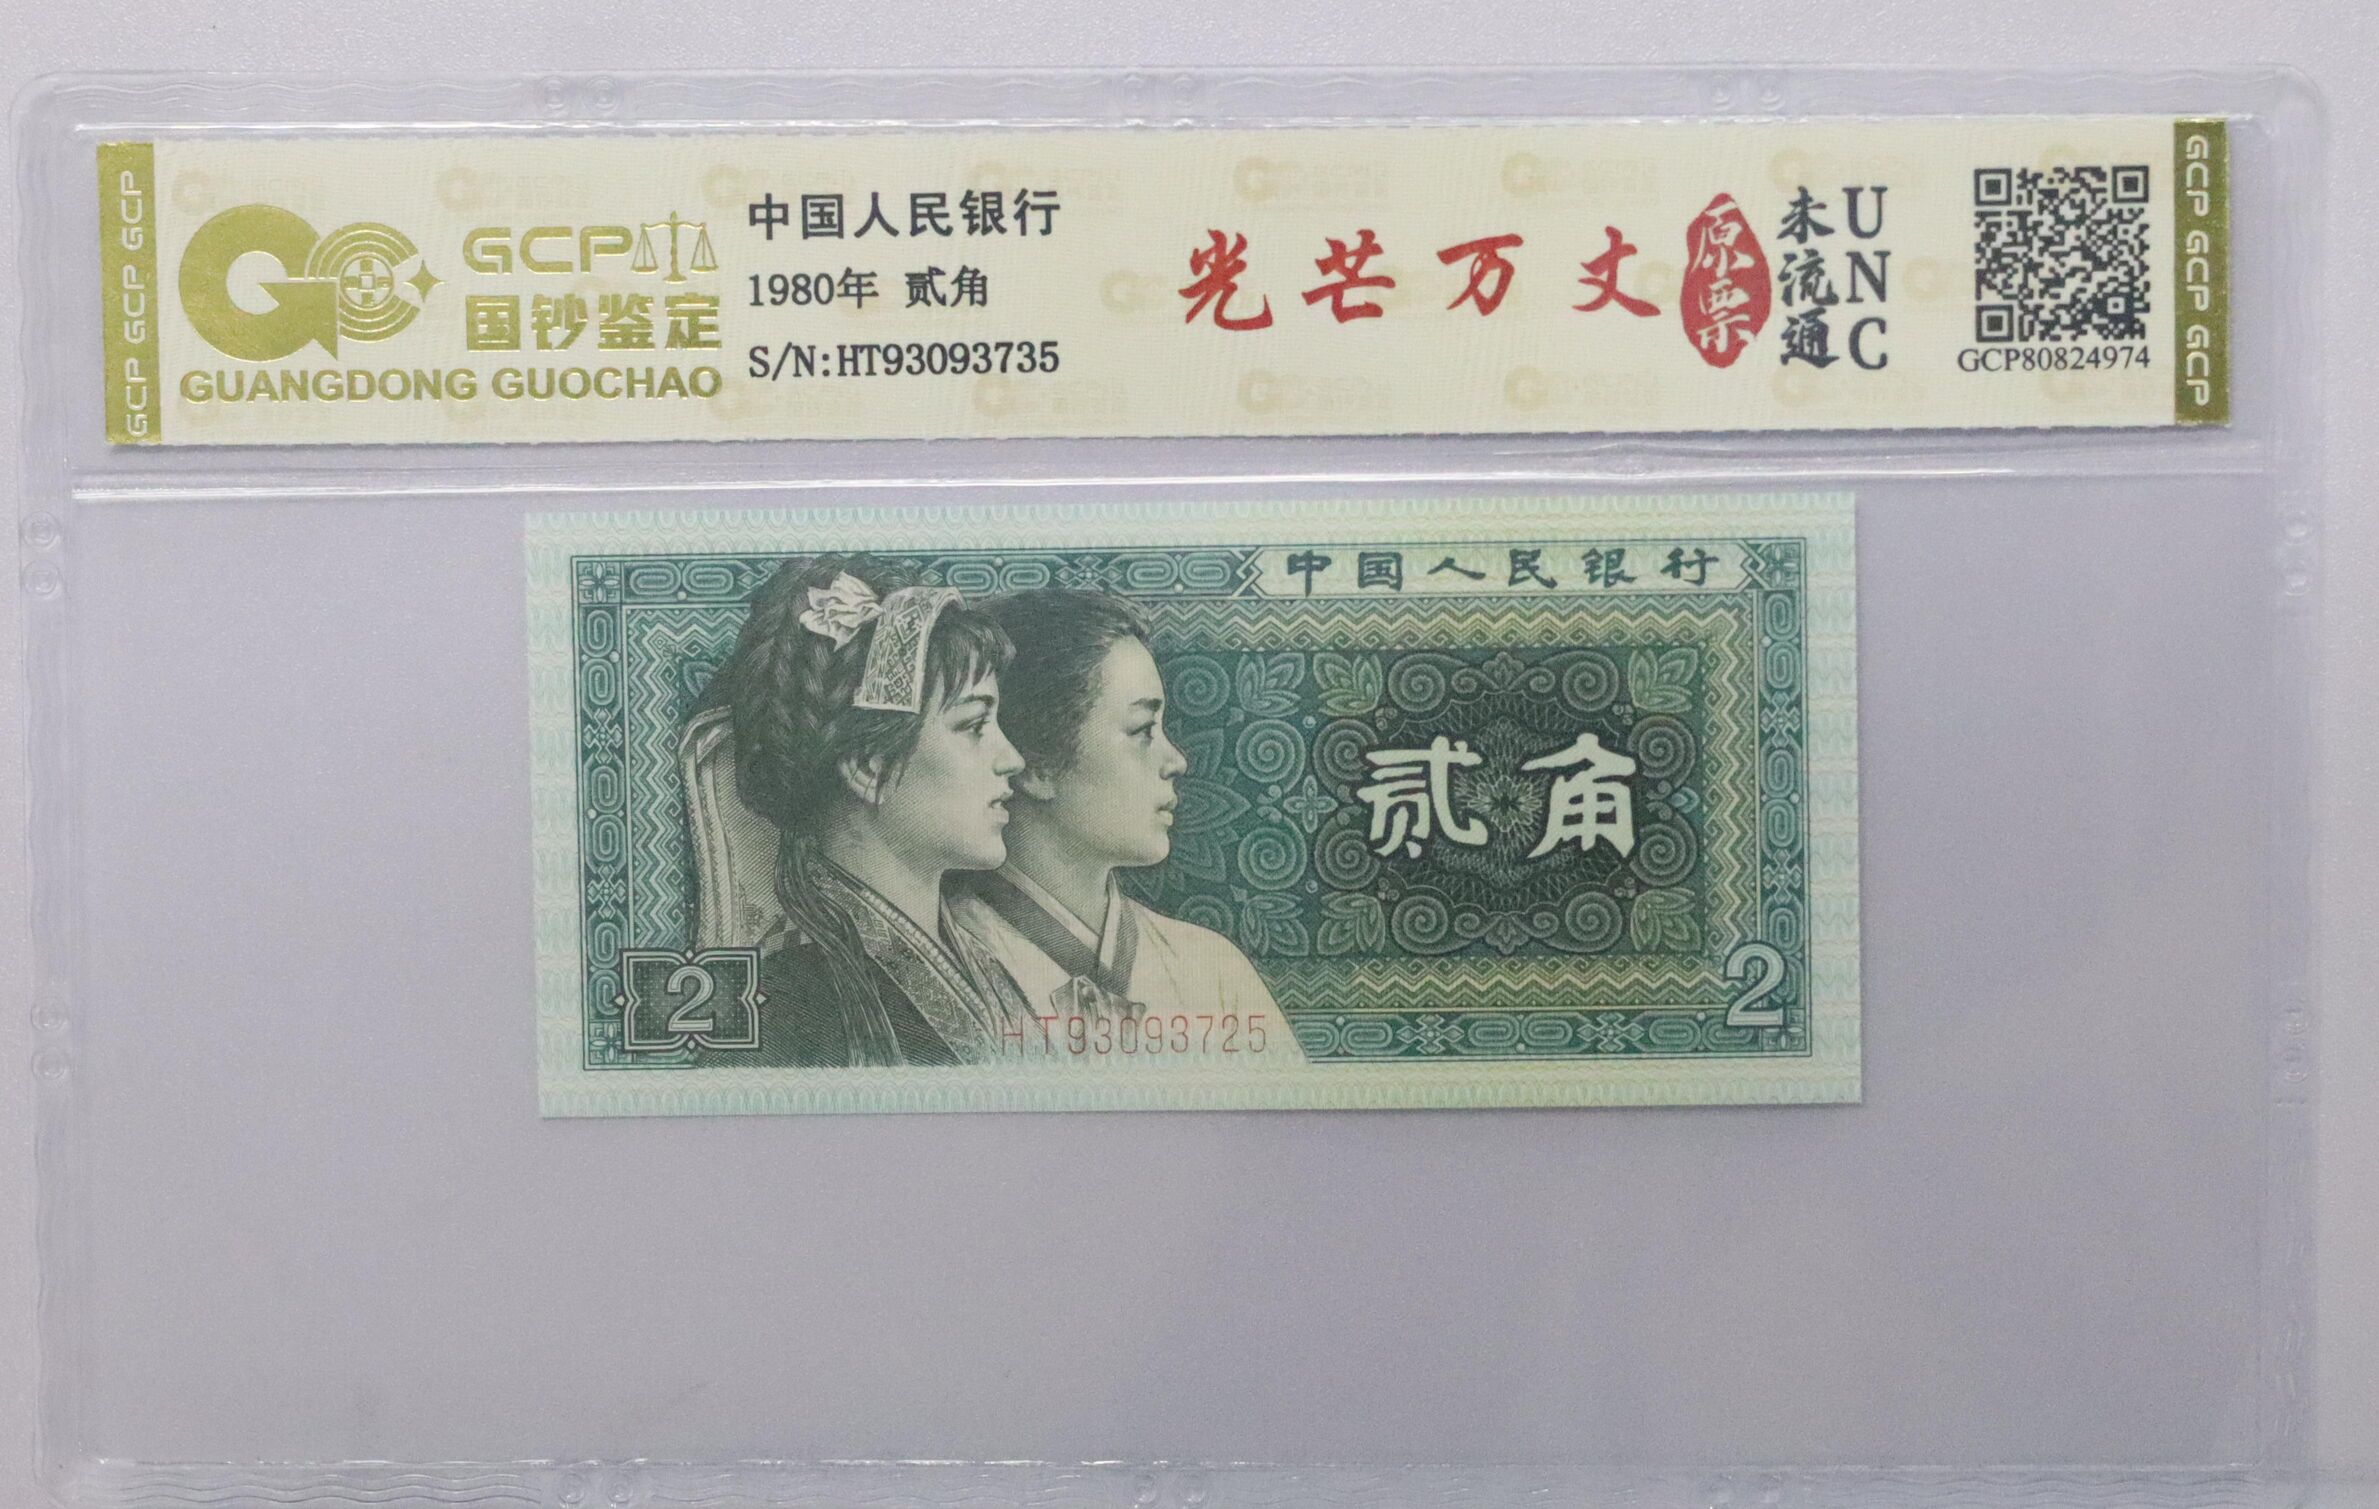 GCP GCP GCP
GCP
国钞鉴定
GUANGDONG GUOCHAO
中国人民银行
1980年 贰角
S/N:HT93093735
光芒万丈
原票
未流通
UNC
GCP80824974
GCP GCP GCP
中国人民银行
贰角
2
HT93093725
2